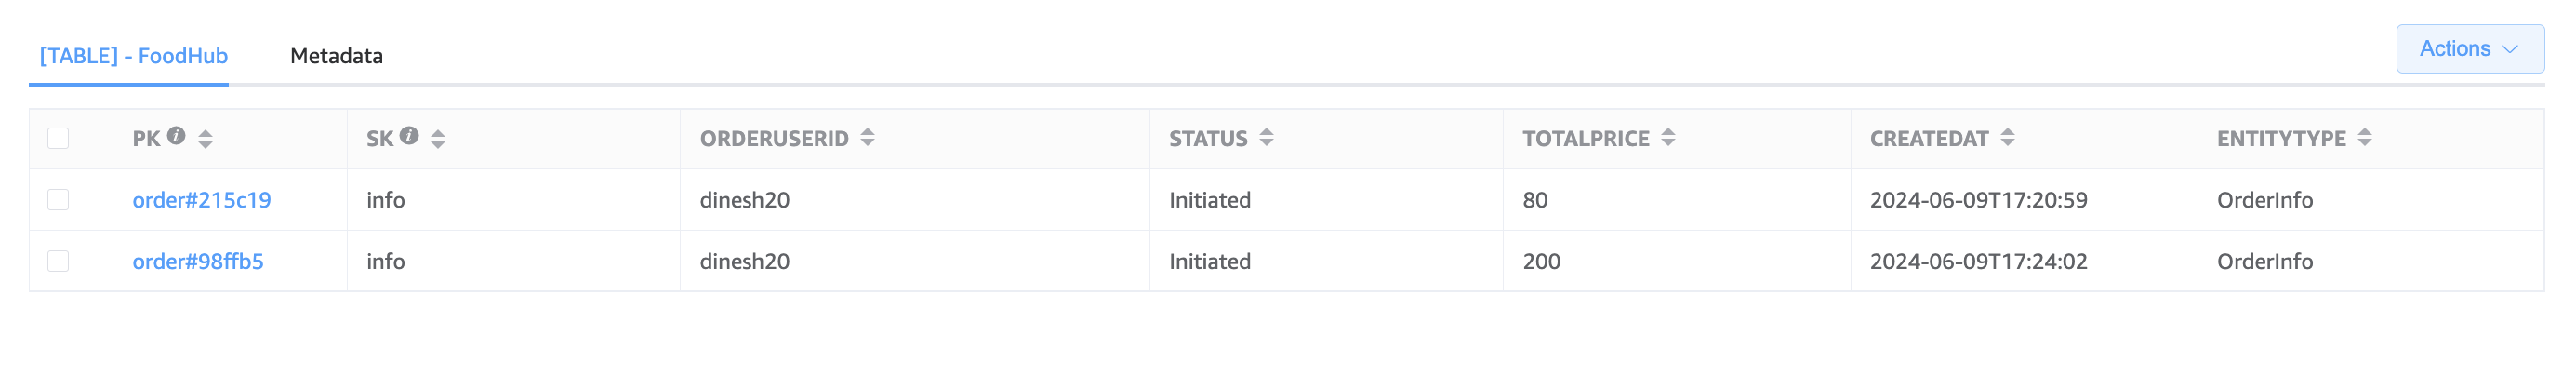 [TABLE] - FoodHub Metadata Actions
PK SK ORDERUSERID STATUS TOTALPRICE CREATEDAT ENTITYTYPE
order#215c19 info dinesh20 Initiated 80 2024-06-09T17:20:59 OrderInfo
order#98ffb5 info dinesh20 Initiated 200 2024-06-09T17:24:02 OrderInfo